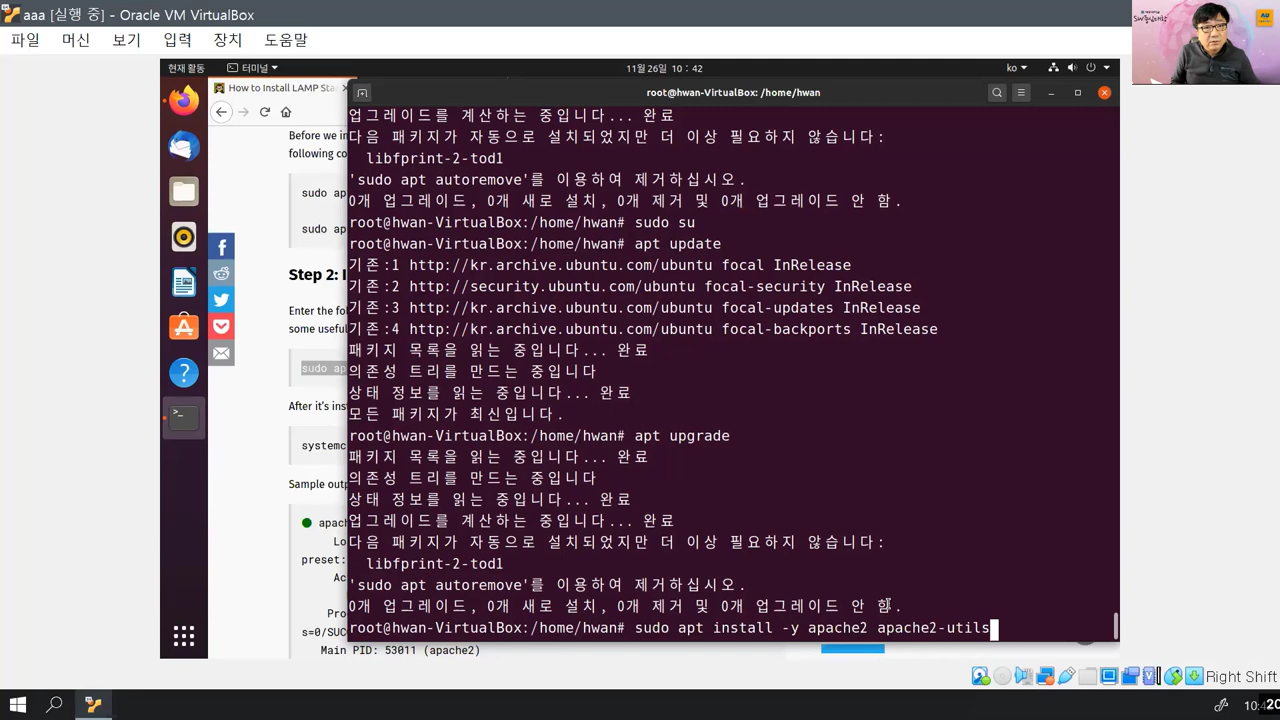 aaa [실행 중] - Oracle VM VirtualBox
파일 머신 보기 입력 장치 도움말
현재 활동 터미널 11월 26일 10 : 42 ko
How to Install LAMP Sta
root@hwan-VirtualBox: /home/hwan
Before we in
following co
sudo ap
sudo ap
Step 2: I
Enter the fol
some useful
sudo ap
After it's ins
systemc
Sample outp
apach
Lo
preset:
Ac
Pro
s=0/SUC
Main PID: 53011 (apache2)
업그레이드를 계산하는 중입니다... 완료
다음 패키지가 자동으로 설치되었지만 더 이상 필요하지 않습니다:
libfprint-2-tod1
'sudo apt autoremove'를 이용하여 제거하십시오.
0개 업그레이드, 0개 새로 설치, 0개 제거 및 0개 업그레이드 안 함.
root@hwan-VirtualBox:/home/hwan# sudo su
root@hwan-VirtualBox:/home/hwan# apt update
기존:1 http://kr.archive.ubuntu.com/ubuntu focal InRelease
기존:2 http://security.ubuntu.com/ubuntu focal-security InRelease
기존:3 http://kr.archive.ubuntu.com/ubuntu focal-updates InRelease
기존:4 http://kr.archive.ubuntu.com/ubuntu focal-backports InRelease
패키지 목록을 읽는 중입니다... 완료
의존성 트리를 만드는 중입니다
상태 정보를 읽는 중입니다... 완료
모든 패키지가 최신입니다.
root@hwan-VirtualBox:/home/hwan# apt upgrade
패키지 목록을 읽는 중입니다... 완료
의존성 트리를 만드는 중입니다
상태 정보를 읽는 중입니다... 완료
업그레이드를 계산하는 중입니다... 완료
다음 패키지가 자동으로 설치되었지만 더 이상 필요하지 않습니다:
libfprint-2-tod1
'sudo apt autoremove'를 이용하여 제거하십시오.
0개 업그레이드, 0개 새로 설치, 0개 제거 및 0개 업그레이드 안 함.
root@hwan-VirtualBox:/home/hwan# sudo apt install -y apache2 apache2-utils
Right Shift
SW중심대학
AU
10:4
20